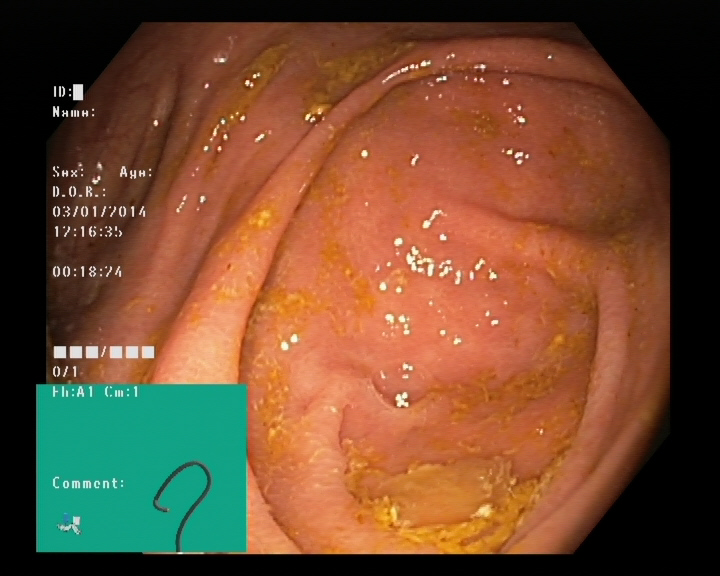 ID:
Name:
Sex: Age:
D.O.B.:
03/01/2014
12:16:35
00:18:24
■■■/■■■
0/1
Eh:A1 Cm:1
Comment: